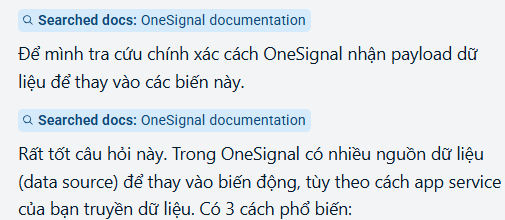 Searched docs: OneSignal documentation
Để mình tra cứu chính xác cách OneSignal nhận payload dữ
liệu để thay vào các biến này.
Searched docs: OneSignal documentation
Rất tốt câu hỏi này. Trong OneSignal có nhiều nguồn dữ liệu
(data source) để thay vào biến động, tùy theo cách app service
của bạn truyền dữ liệu. Có 3 cách phổ biến: